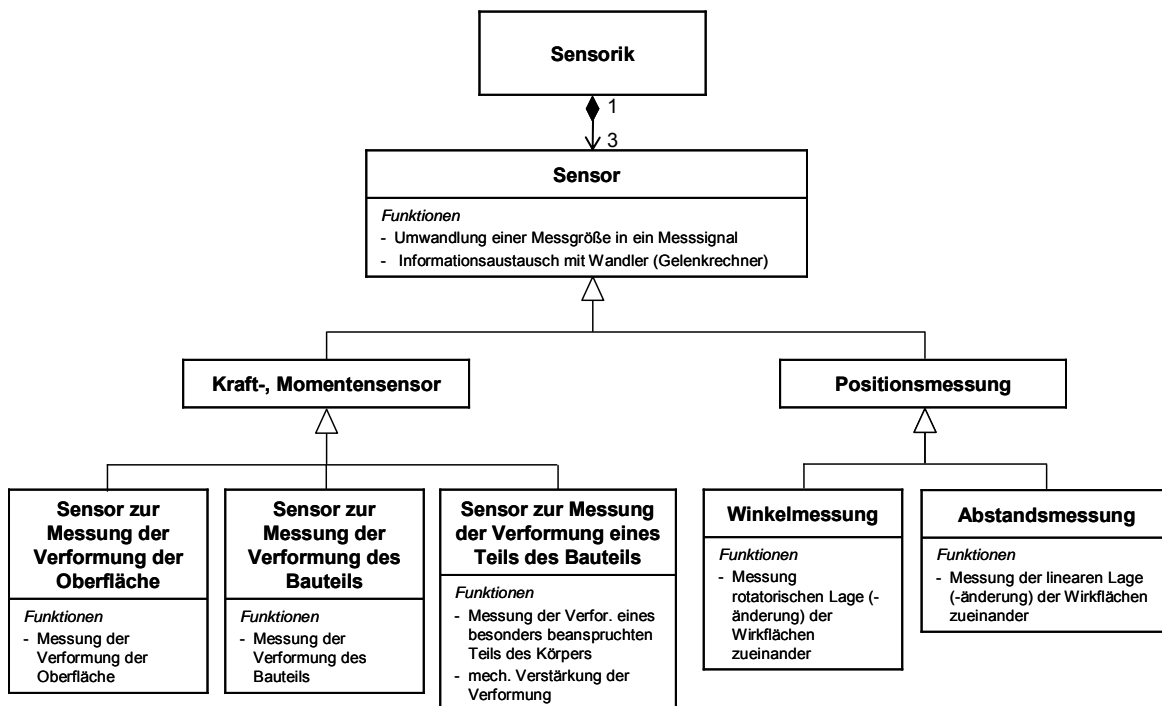 Sensorik
1
3
Sensor
Funktionen
- Umwandlung einer Messgröße in ein Messsignal
- Informationsaustausch mit Wandler (Gelenkrechner)
Kraft-, Momentensensor
Positionsmessung
Sensor zur
Messung der
Verformung der
Oberfläche
Funktionen
- Messung der
Verformung der
Oberfläche
Sensor zur
Messung der
Verformung des
Bauteils
Funktionen
- Messung der
Verformung des
Bauteils
Sensor zur Messung
der Verformung eines
Teils des Bauteils
Funktionen
- Messung der Verfor. eines
besonders beanspruchten
Teils des Körpers
- mech. Verstärkung der
Verformung
Winkelmessung
Funktionen
- Messung
rotatorischen Lage (-
änderung) der
Wirkflächen
zueinander
Abstandsmessung
Funktionen
- Messung der linearen Lage
(-änderung) der Wirkflächen
zueinander